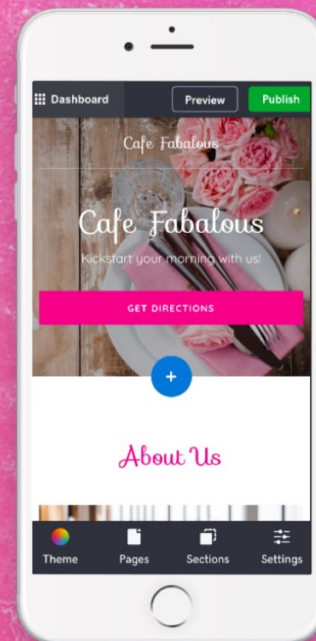 Dashboard Preview Publish
Cafe Fabalous
Cafe Fabalous
Kickstart your morning with us!
GET DIRECTIONS
+
About Us
Theme Pages Sections Settings